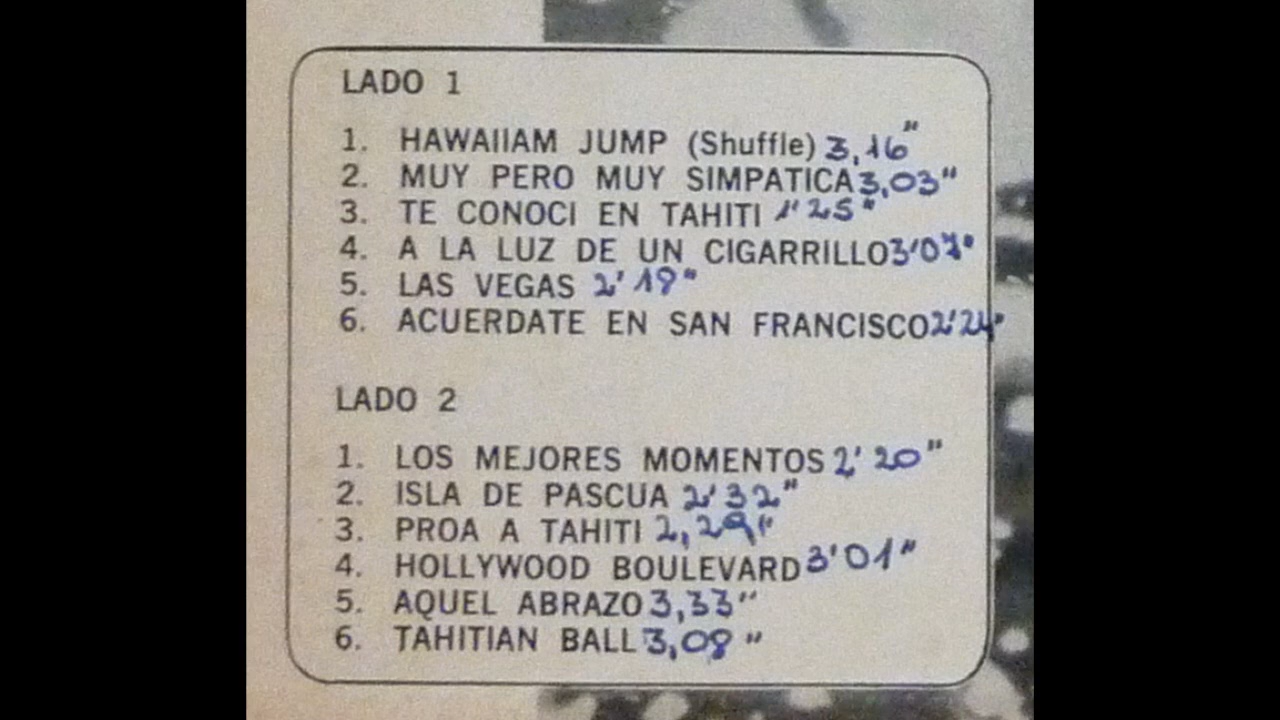 LADO 1
1. HAWAIIAM JUMP (Shuffle) 3,16"
2. MUY PERO MUY SIMPATICA 3,03"
3. TE CONOCI EN TAHITI 1'25"
4. A LA LUZ DE UN CIGARRILLO 3'07"
5. LAS VEGAS 2'19"
6. ACUERDATE EN SAN FRANCISCO 2'24"
LADO 2
1. LOS MEJORES MOMENTOS 2'20"
2. ISLA DE PASCUA 2'32"
3. PROA A TAHITI 2,29"
4. HOLLYWOOD BOULEVARD 3'01"
5. AQUEL ABRAZO 3,33"
6. TAHITIAN BALL 3,08"